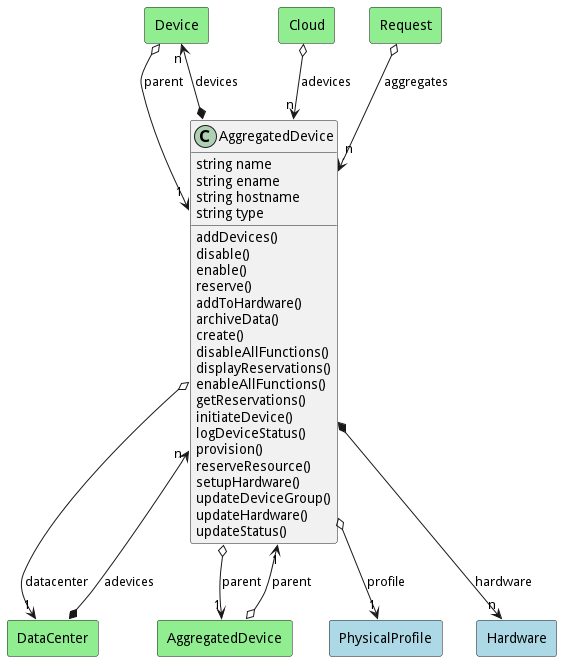 Device
Cloud
Request
n
parent
devices
adevices
aggregates
n
n
1
C AggregatedDevice
string name
string ename
string hostname
string type
addDevices()
disable()
enable()
reserve()
addToHardware()
archiveData()
create()
disableAllFunctions()
displayReservations()
enableAllFunctions()
getReservations()
initiateDevice()
logDeviceStatus()
provision()
reserveResource()
setupHardware()
updateDeviceGroup()
updateHardware()
updateStatus()
n
1
datacenter
adevices
parent
parent
profile
hardware
1
1
1
n
DataCenter
AggregatedDevice
PhysicalProfile
Hardware